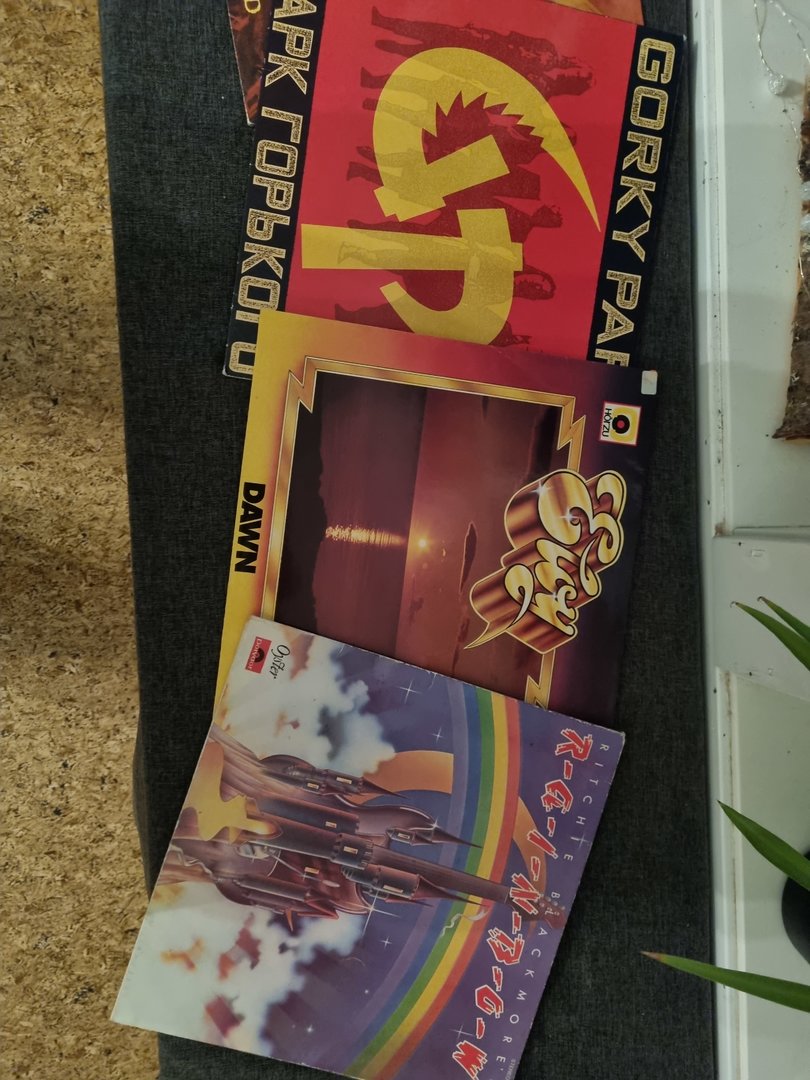 GORKY PAR
АРК ГОРЬКОГО
HÖRZU
Eloy
DAWN
RITCHIE BLACKMORE'
R-A-I-N-B-O-W
Oyster